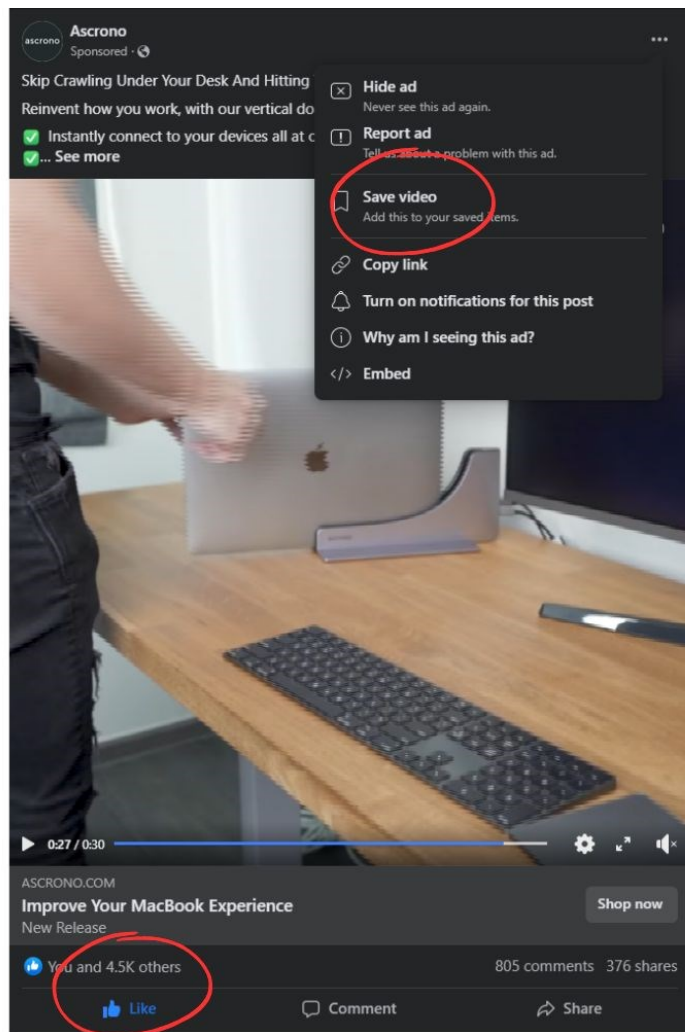 ascrono
Ascrono
Sponsored ·
Skip Crawling Under Your Desk And Hitting
Reinvent how you work, with our vertical do
✅ Instantly connect to your devices all at
✅... See more
Hide ad
Never see this ad again.
Report ad
Tell us about a problem with this ad.
Save video
Add this to your saved items.
Copy link
Turn on notifications for this post
Why am I seeing this ad?
</> Embed
0:27 / 0:30
ASCRONO.COM
Improve Your MacBook Experience
New Release
Shop now
You and 4.5K others
805 comments 376 shares
Like
Comment
Share